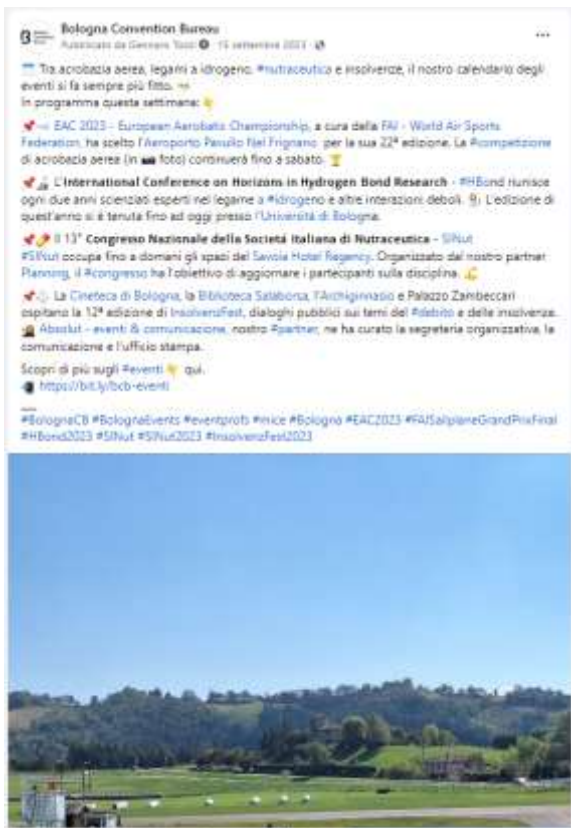 Bologna Convention Bureau
Pubblicato da Gennaro Tozzi · 15 settembre 2023 ·
Tra acrobazia aerea, legami a idrogeno, #nutraceutica e insolvenze, il nostro calendario degli
eventi si fa sempre più fitto.
In programma questa settimana:
EAC 2023 - European Aerobatic Championship, a cura della FAI - World Air Sports
Federation, ha scelto l'Aeroporto Pavullo Nel Frignano per la sua 22ª edizione. La #competizione
di acrobazia aerea (in foto) continuerà fino a sabato.
L'International Conference on Horizons in Hydrogen Bond Research - #HBond riunisce
ogni due anni scienziati esperti nel legame a #idrogeno e altre interazioni deboli. L'edizione di
quest'anno si è tenuta fino ad oggi presso l'Università di Bologna.
Il 13° Congresso Nazionale della Società Italiana di Nutraceutica - SINut
#SINut occupa fino a domani gli spazi del Savoia Hotel Regency. Organizzato dal nostro partner
Planning, il #congresso ha l'obiettivo di aggiornare i partecipanti sulla disciplina.
La Cineteca di Bologna, la Biblioteca Salaborsa, l'Archiginnasio e Palazzo Zambeccari
ospitano la 12ª edizione di InsolvenzFest, dialoghi pubblici sui temi del #debito e delle insolvenze.
Absolut - eventi & comunicazione, nostro #partner, ne ha curato la segreteria organizzativa, la
comunicazione e l'ufficio stampa.
Scopri di più sugli #eventi qui.
https://bit.ly/bcb-eventi
#BolognaCB #BolognaEvents #eventprofs #mice #Bologna #EAC2023 #FAISailplaneGrandPrixFinal
#HBond2023 #SINut #SINut2023 #InsolvenzFest2023